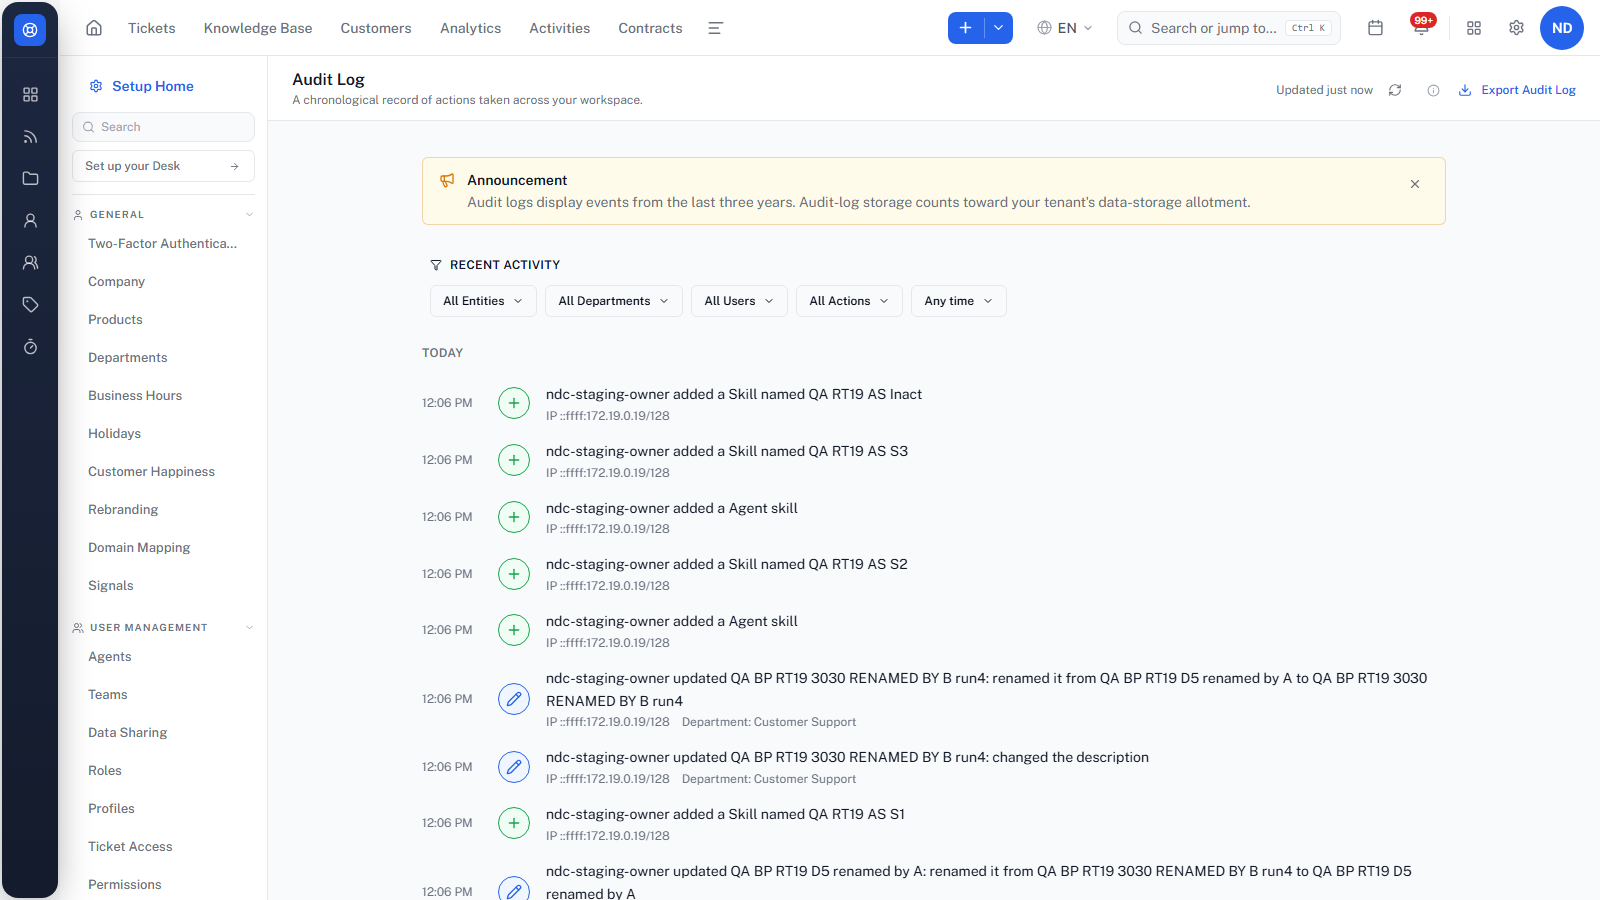 Tickets
Knowledge Base
Customers
Analytics
Activities
Contracts
EN
Search or jump to...
Ctrl K
99+
ND
Setup Home
Search
Set up your Desk
GENERAL
Two-Factor Authentica...
Company
Products
Departments
Business Hours
Holidays
Customer Happiness
Rebranding
Domain Mapping
Signals
USER MANAGEMENT
Agents
Teams
Data Sharing
Roles
Profiles
Ticket Access
Permissions
Audit Log
A chronological record of actions taken across your workspace.
Updated just now
Export Audit Log
Announcement
Audit logs display events from the last three years. Audit-log storage counts toward your tenant's data-storage allotment.
RECENT ACTIVITY
All Entities
All Departments
All Users
All Actions
Any time
TODAY
12:06 PM
ndc-staging-owner added a Skill named QA RT19 AS Inact
IP ::ffff:172.19.0.19/128
12:06 PM
ndc-staging-owner added a Skill named QA RT19 AS S3
IP ::ffff:172.19.0.19/128
12:06 PM
ndc-staging-owner added a Agent skill
IP ::ffff:172.19.0.19/128
12:06 PM
ndc-staging-owner added a Skill named QA RT19 AS S2
IP ::ffff:172.19.0.19/128
12:06 PM
ndc-staging-owner added a Agent skill
IP ::ffff:172.19.0.19/128
12:06 PM
ndc-staging-owner updated QA BP RT19 3030 RENAMED BY B run4: renamed it from QA BP RT19 D5 renamed by A to QA BP RT19 3030
RENAMED BY B run4
IP ::ffff:172.19.0.19/128 Department: Customer Support
12:06 PM
ndc-staging-owner updated QA BP RT19 3030 RENAMED BY B run4: changed the description
IP ::ffff:172.19.0.19/128 Department: Customer Support
12:06 PM
ndc-staging-owner added a Skill named QA RT19 AS S1
IP ::ffff:172.19.0.19/128
12:06 PM
ndc-staging-owner updated QA BP RT19 D5 renamed by A: renamed it from QA BP RT19 3030 RENAMED BY B run4 to QA BP RT19 D5
renamed by A